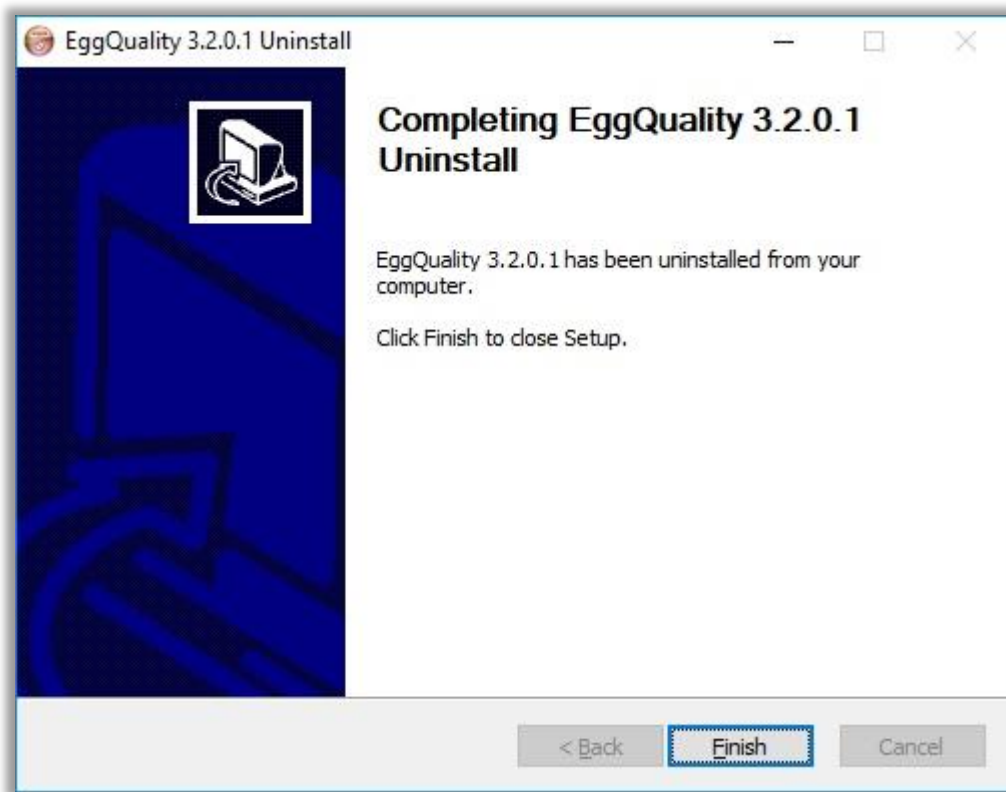 EggQuality 3.2.0.1 Uninstall
Completing EggQuality 3.2.0.1
Uninstall
EggQuality 3.2.0.1 has been uninstalled from your
computer.
Click Finish to close Setup.
< Back
Finish
Cancel